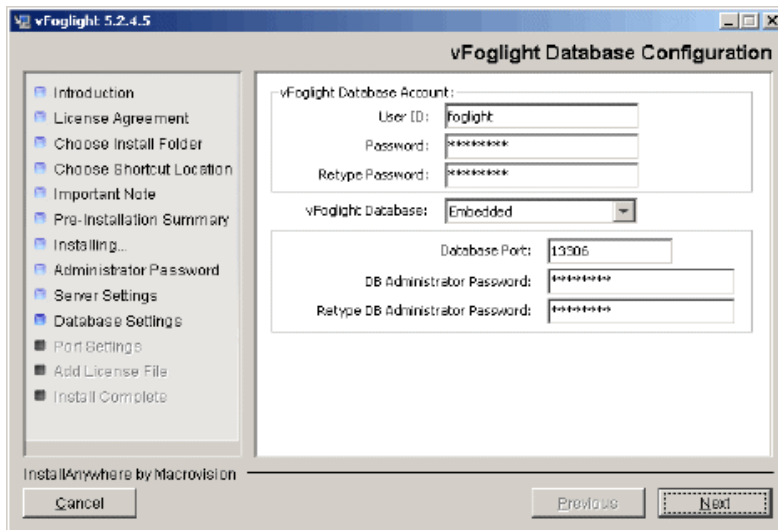 vFoglight 5.2.4.5
vFoglight Database Configuration
Introduction
License Agreement
Choose Install Folder
Choose Shortcut Location
Important Note
Pre-Installation Summary
Installing...
Administrator Password
Server Settings
Database Settings
Port Settings
Add License File
Install Complete
vFoglight Database Account:
User ID: foglight
Password: ********
Retype Password: ********
vFoglight Database: Embedded
Database Port: 13306
DB Administrator Password: *********
Retype DB Administrator Password: *********
InstallAnywhere by Macrovision
Cancel
Previous
Next